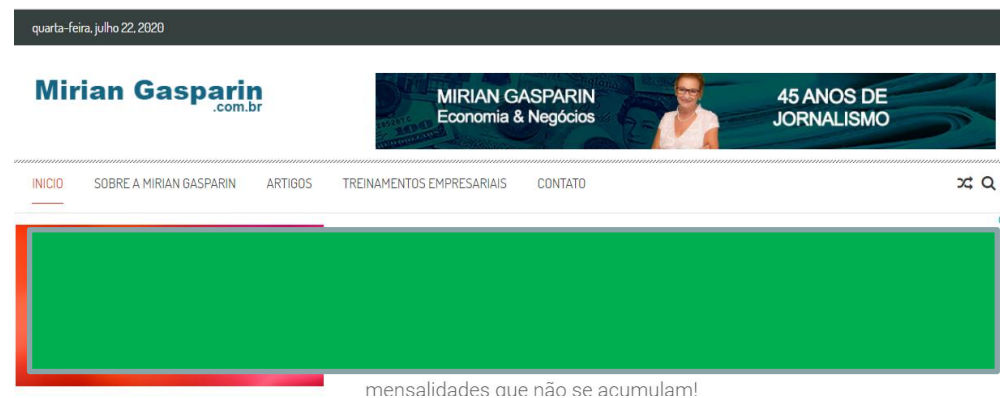 quarta-feira, julho 22, 2020
Mirian Gasparin
.com.br
MIRIAN GASPARIN
Economia & Negócios
45 ANOS DE
JORNALISMO
INICIO SOBRE A MIRIAN GASPARIN ARTIGOS TREINAMENTOS EMPRESARIAIS CONTATO
mensalidades que não se acumulam!